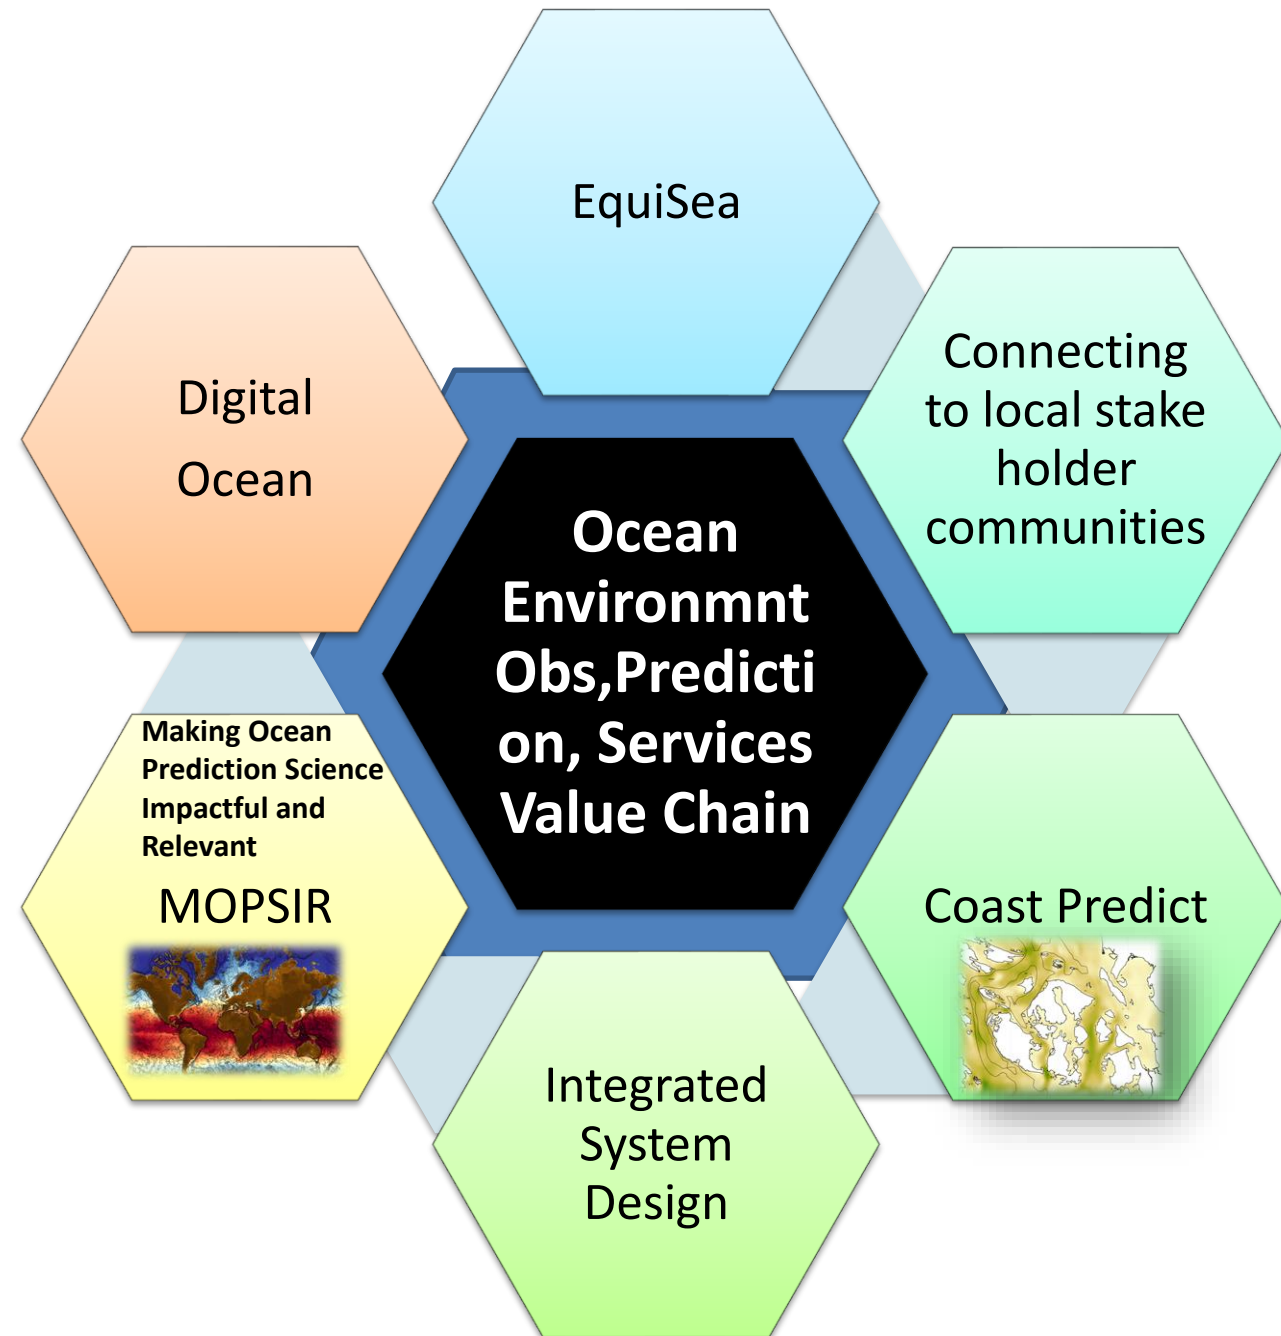 EquiSea
Connecting
to local stake
holder
communities
Digital
Ocean
Ocean
Environmnt
Obs,Predicti
on, Services
Value Chain
Making Ocean
Prediction Science
Impactful and
Relevant
MOPSIR
Coast Predict
Integrated
System
Design